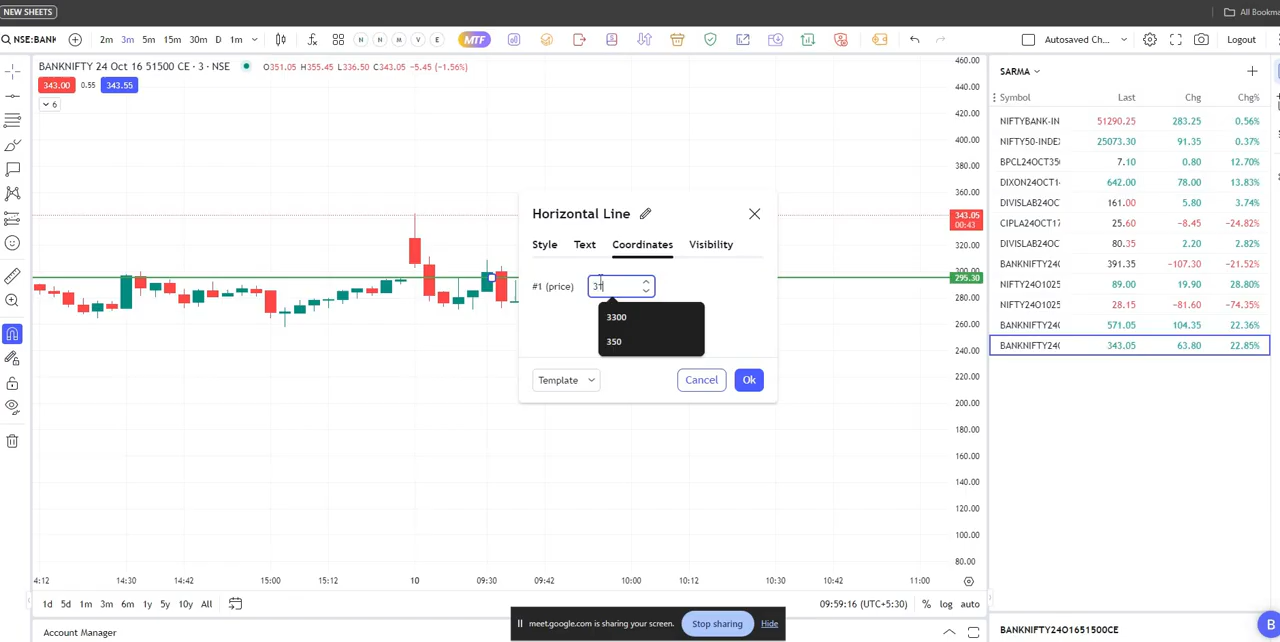 NEW SHEETS
All Bookma
NSE:BANK
2m 3m 5m 15m 30m D 1m
N N M V E
MTF
Autosaved Ch...
Logout
BANKNIFTY 24 Oct 16 51500 CE · 3 · NSE
O351.05 H355.45 L336.50 C343.05 -5.45 (-1.56%)
343.00 0.55 343.55
6
460.00
440.00
420.00
400.00
380.00
360.00
343.05
00:43
320.00
300.00
295.30
280.00
260.00
240.00
220.00
200.00
180.00
160.00
140.00
120.00
100.00
80.00
Horizontal Line
Style Text Coordinates Visibility
#1 (price)
3300
350
Template Cancel Ok
4:12 14:30 14:42 15:00 15:12 10 09:30 09:42 10:00 10:12 10:30 10:42 11:00
1d 5d 1m 3m 6m 1y 5y 10y All
09:59:16 (UTC+5:30) % log auto
meet.google.com is sharing your screen. Stop sharing Hide
Account Manager
SARMA
Symbol Last Chg Chg%
NIFTYBANK-IN 51290.25 283.25 0.56%
NIFTY50-INDE 25073.30 91.35 0.37%
BPCL24OCT35 7.10 0.80 12.70%
DIXON24OCT1 642.00 78.00 13.83%
DIVISLAB24OC 161.00 5.80 3.74%
CIPLA24OCT17 25.60 -8.45 -24.82%
DIVISLAB24OC 80.35 2.20 2.82%
BANKNIFTY24 391.35 -107.30 -21.52%
NIFTY24O1025 89.00 19.90 28.80%
NIFTY24O1025 28.15 -81.60 -74.35%
BANKNIFTY24 571.05 104.35 22.36%
BANKNIFTY24 343.05 63.80 22.85%
BANKNIFTY24O1651500CE
B